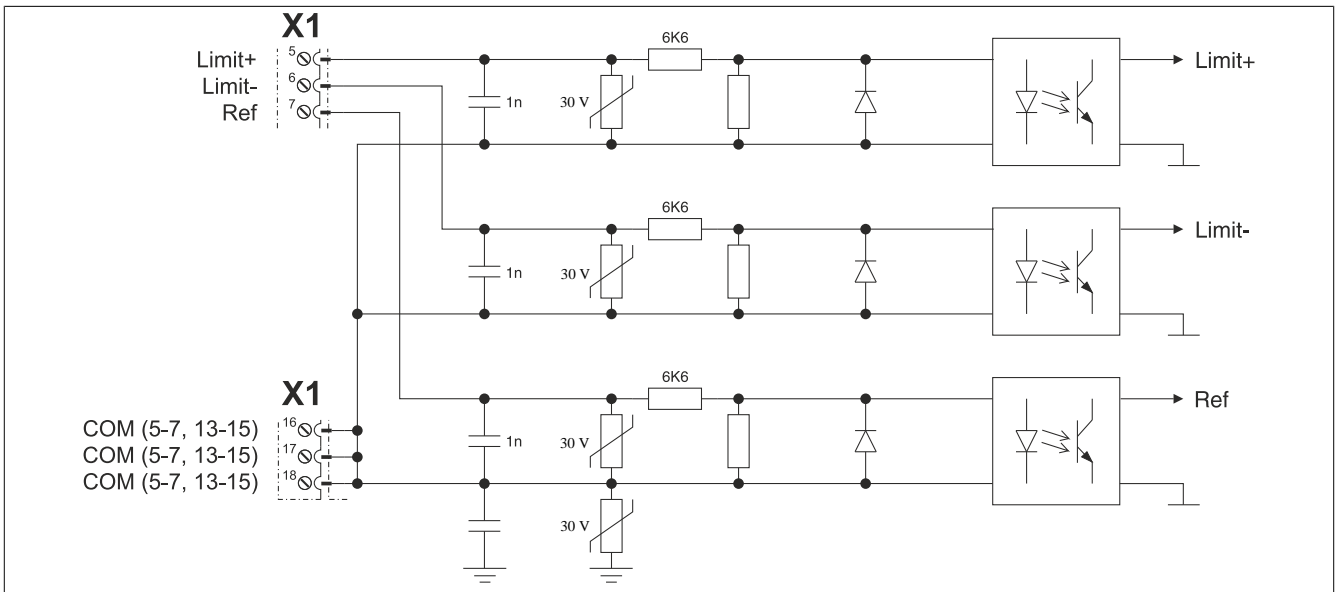 X1
6K6
Limit+ 5 Limit+
Limit- 6
Ref 7
1n 30 V
6K6
Limit-
1n 30 V
6K6
X1
Ref
COM (5-7, 13-15) 16
COM (5-7, 13-15) 17
COM (5-7, 13-15) 18
1n 30 V
30 V